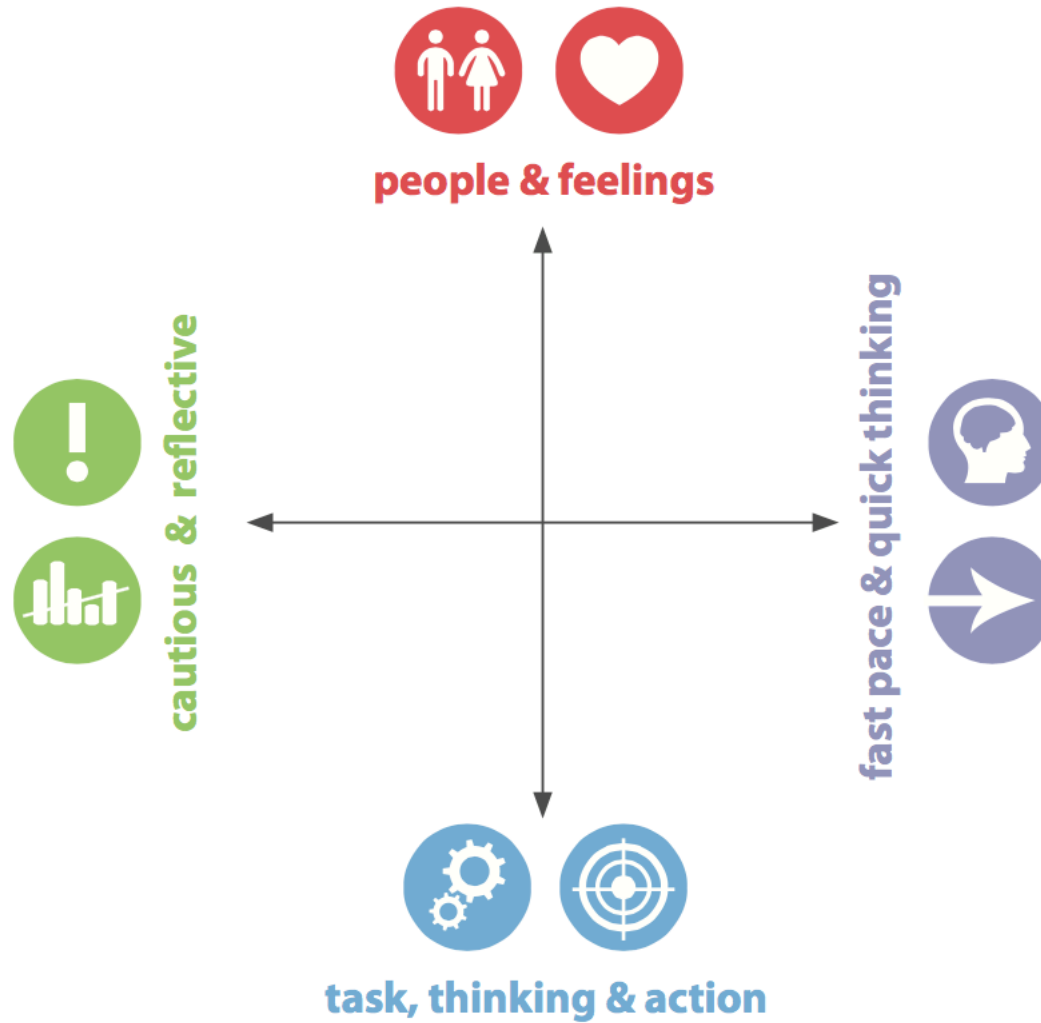 people & feelings
cautious & reflective
fast pace & quick thinking
task, thinking & action